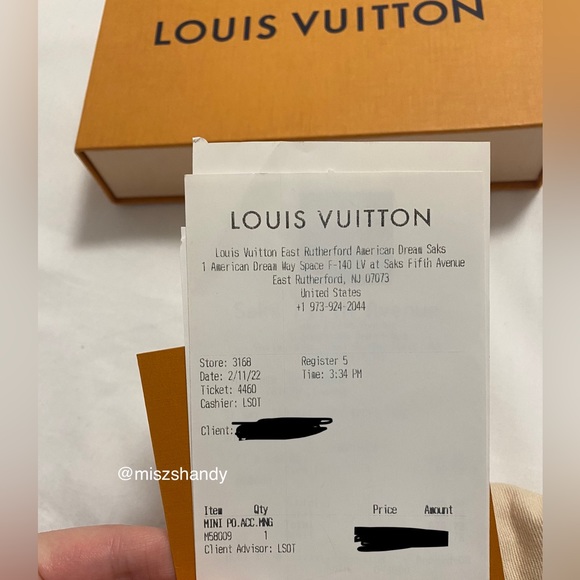 LOUIS VUITTON
LOUIS VUITTON
Louis Vuitton East Rutherford American Dream Saks
1 American Dream Way Space F-140 LV at Saks Fifth Avenue
East Rutherford, NJ 07073
United States
+1 973-924-2044
Store: 3168 Register 5
Date: 2/11/22 Time: 3:34 PM
Ticket: 4460
Cashier: LSOT
Client:
@miszshandy
Item Qty Price Amount
MINI PO.ACC.MNG
M58009 1
Client Advisor: LSOT